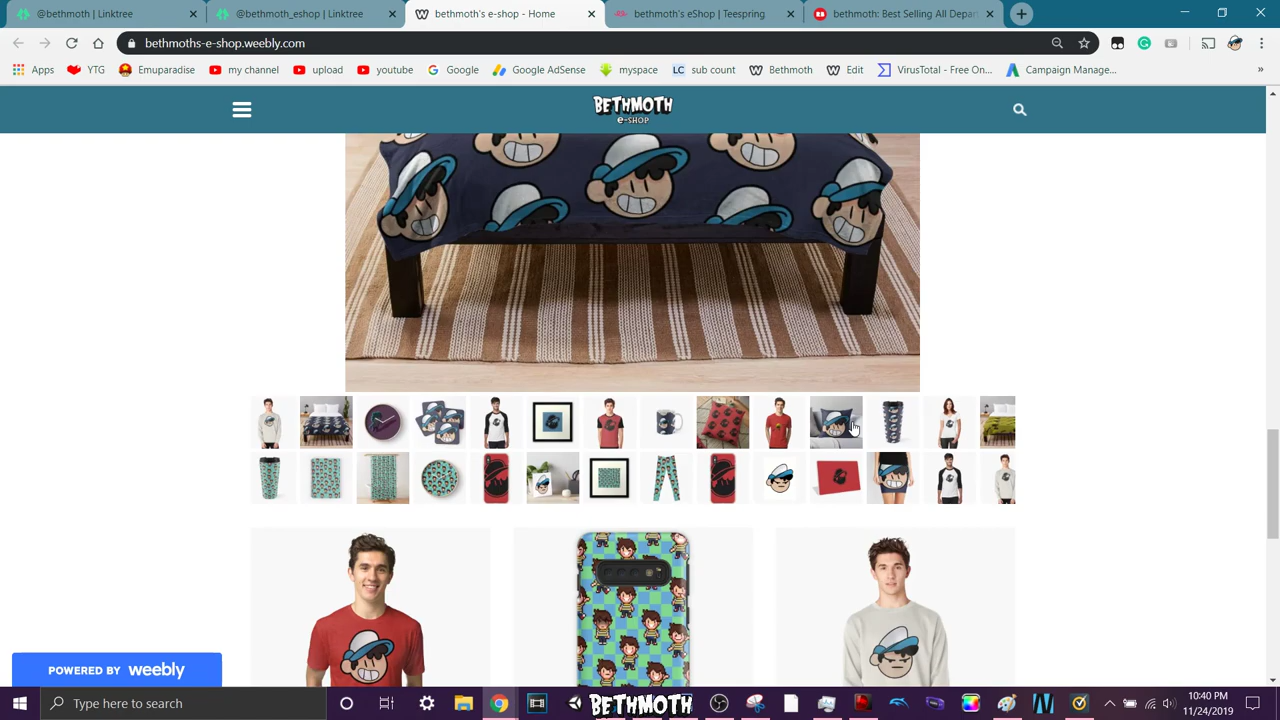 @bethmoth | Linktree
@bethmoth_eshop | Linktree
bethmoth's e-shop - Home
bethmoth's eShop | Teespring
bethmoth: Best Selling All Depar
bethmoths-e-shop.weebly.com
Apps
YTG
Emuparadise
my channel
upload
youtube
Google
Google AdSense
myspace
LC sub count
Bethmoth
Edit
VirusTotal - Free On...
Campaign Manage...
»
BETHMOTH
e-SHOP
POWERED BY weebly
Type here to search
BETHMOTH
10:40 PM
11/24/2019